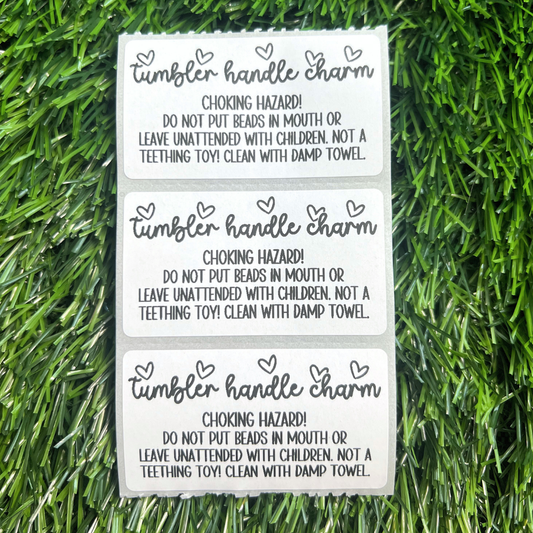 tumbler handle charm
CHOKING HAZARD!
DO NOT PUT BEADS IN MOUTH OR
LEAVE UNATTENDED WITH CHILDREN. NOT A
TEETHING TOY! CLEAN WITH DAMP TOWEL.
tumbler handle charm
CHOKING HAZARD!
DO NOT PUT BEADS IN MOUTH OR
LEAVE UNATTENDED WITH CHILDREN. NOT A
TEETHING TOY! CLEAN WITH DAMP TOWEL.
tumbler handle charm
CHOKING HAZARD!
DO NOT PUT BEADS IN MOUTH OR
LEAVE UNATTENDED WITH CHILDREN. NOT A
TEETHING TOY! CLEAN WITH DAMP TOWEL.